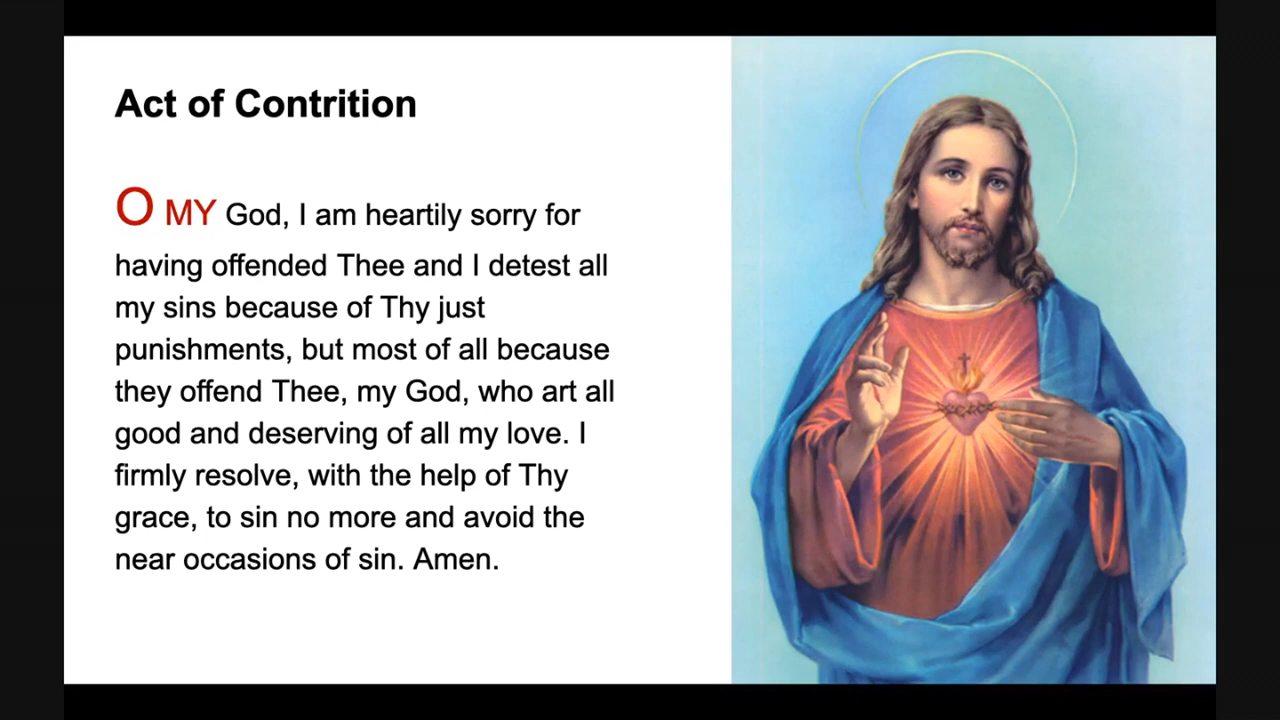 Act of Contrition
O MY God, I am heartily sorry for
having offended Thee and I detest all
my sins because of Thy just
punishments, but most of all because
they offend Thee, my God, who art all
good and deserving of all my love. I
firmly resolve, with the help of Thy
grace, to sin no more and avoid the
near occasions of sin. Amen.